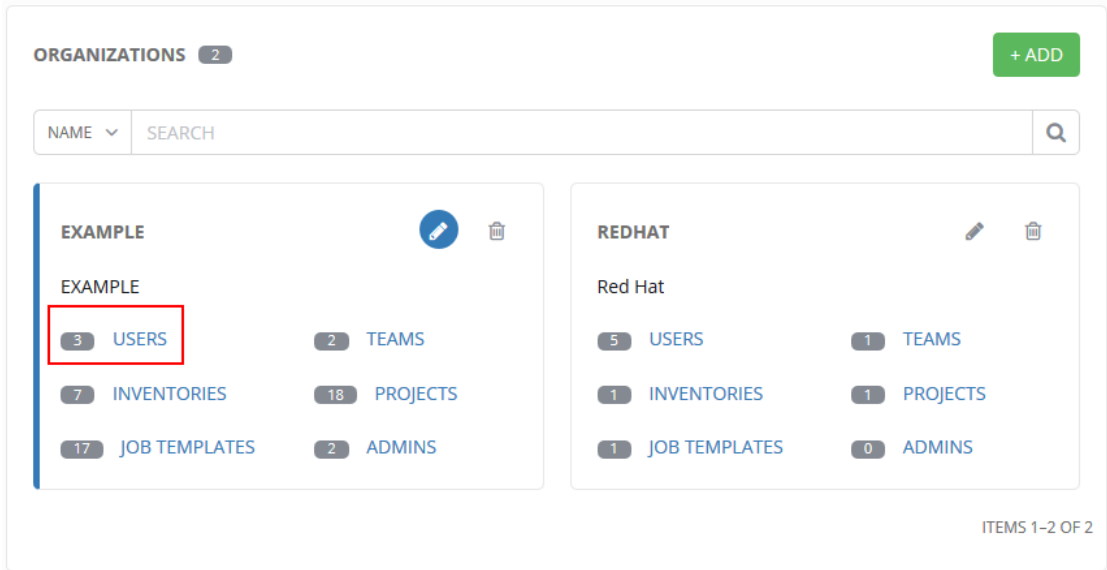 ORGANIZATIONS 2
+ ADD
NAME SEARCH
EXAMPLE
EXAMPLE
3 USERS 2 TEAMS
7 INVENTORIES 18 PROJECTS
17 JOB TEMPLATES 2 ADMINS
REDHAT
Red Hat
5 USERS 1 TEAMS
1 INVENTORIES 1 PROJECTS
1 JOB TEMPLATES 0 ADMINS
ITEMS 1–2 OF 2